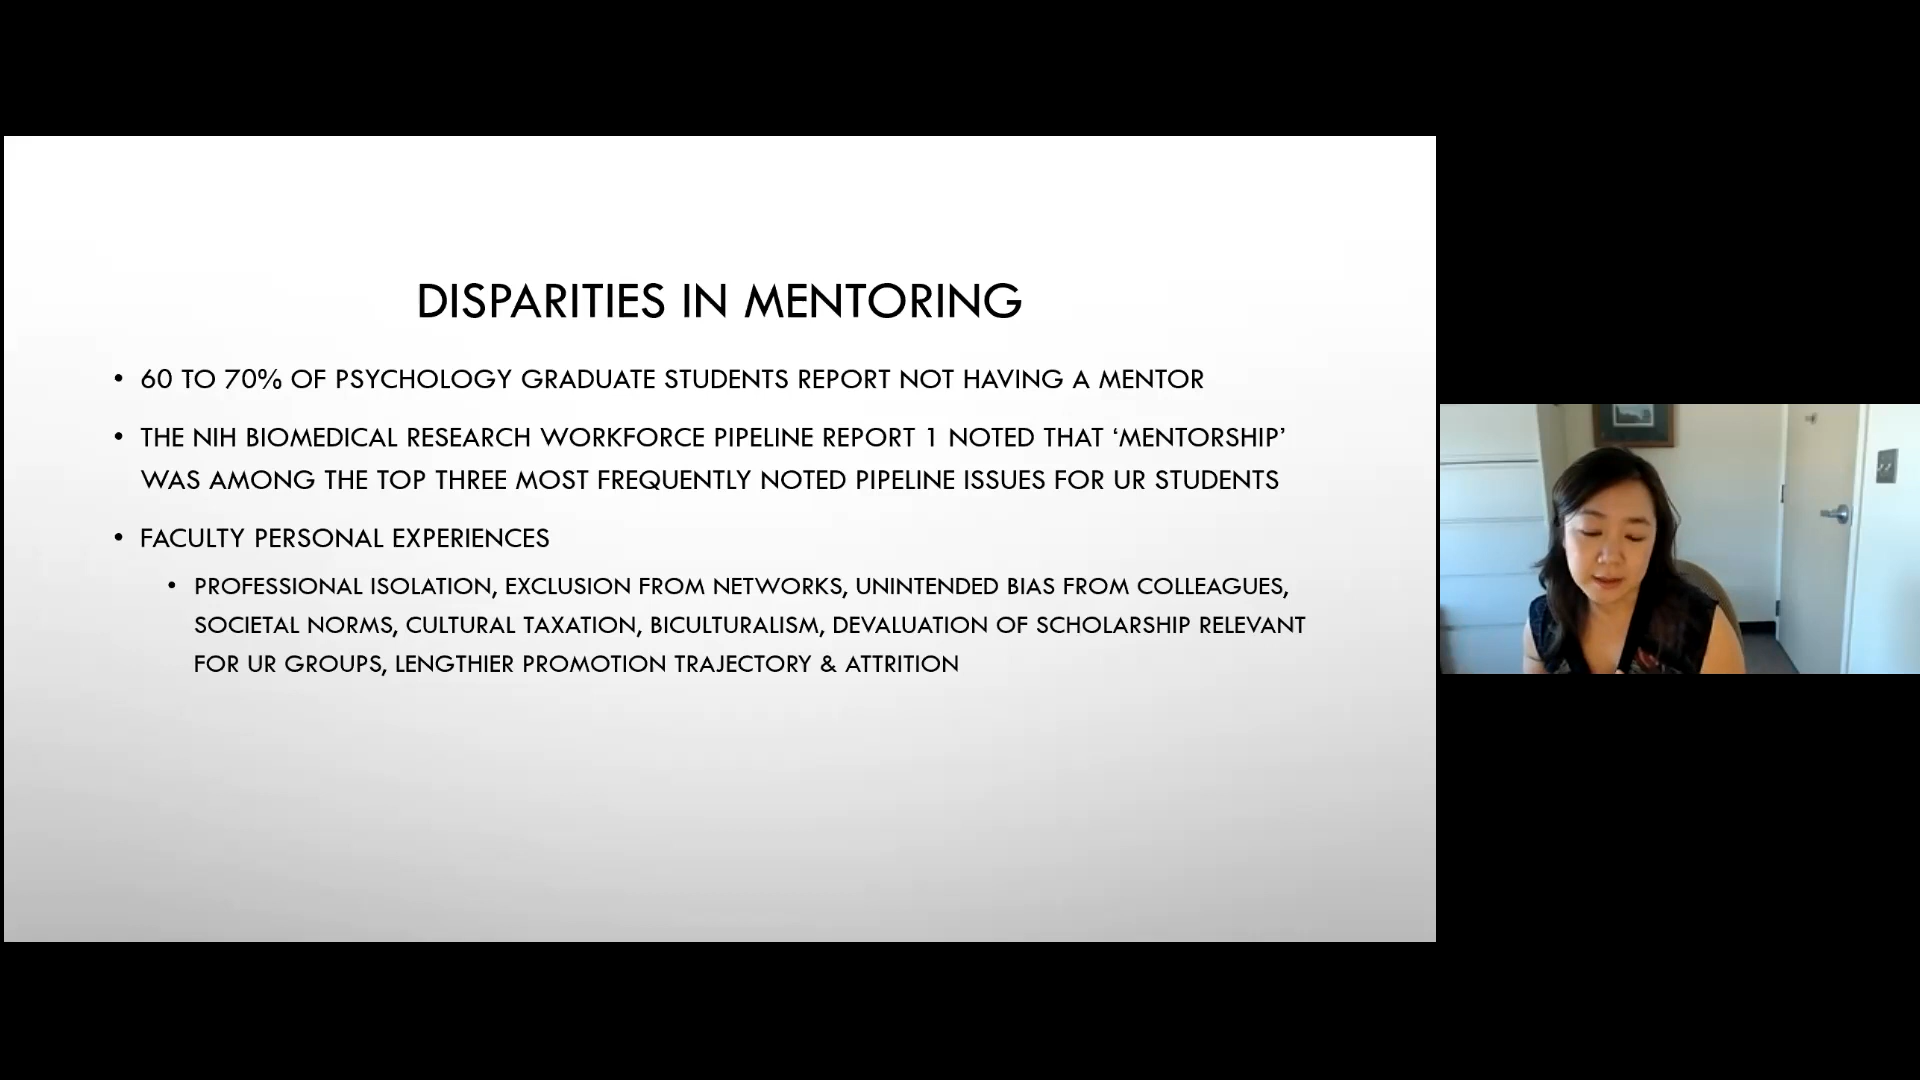 DISPARITIES IN MENTORING
• 60 TO 70% OF PSYCHOLOGY GRADUATE STUDENTS REPORT NOT HAVING A MENTOR
• THE NIH BIOMEDICAL RESEARCH WORKFORCE PIPELINE REPORT 1 NOTED THAT ‘MENTORSHIP’
WAS AMONG THE TOP THREE MOST FREQUENTLY NOTED PIPELINE ISSUES FOR UR STUDENTS
• FACULTY PERSONAL EXPERIENCES
• PROFESSIONAL ISOLATION, EXCLUSION FROM NETWORKS, UNINTENDED BIAS FROM COLLEAGUES,
SOCIETAL NORMS, CULTURAL TAXATION, BICULTURALISM, DEVALUATION OF SCHOLARSHIP RELEVANT
FOR UR GROUPS, LENGTHIER PROMOTION TRAJECTORY & ATTRITION